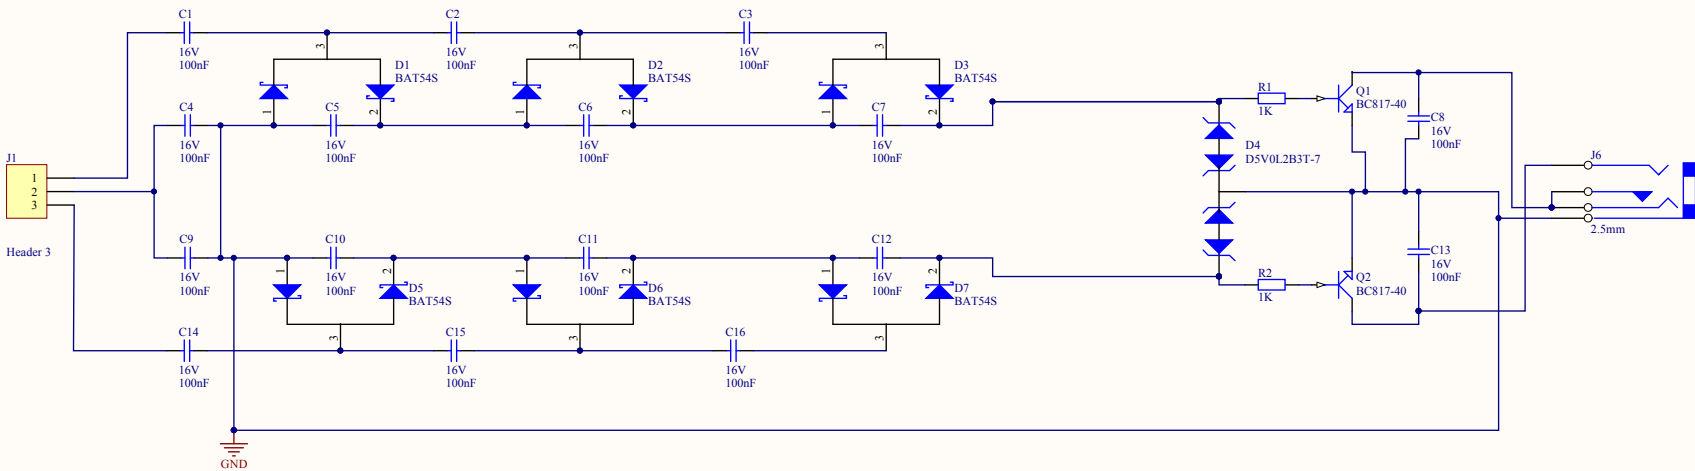 C1
16V
100nF
C2
16V
100nF
C3
16V
100nF
3
D1
BAT54S
1
2
3
D2
BAT54S
1
2
3
D3
BAT54S
1
2
C4
16V
100nF
C5
16V
100nF
C6
16V
100nF
C7
16V
100nF
J1
1
2
3
Header 3
R1
1K
Q1
BC817-40
C8
16V
100nF
D4
D5V0L2B3T-7
J6
2.5mm
C9
16V
100nF
C10
16V
100nF
C11
16V
100nF
C12
16V
100nF
1
2
D5
BAT54S
3
1
2
D6
BAT54S
3
1
2
D7
BAT54S
3
R2
1K
Q2
BC817-40
C13
16V
100nF
C14
16V
100nF
C15
16V
100nF
C16
16V
100nF
GND